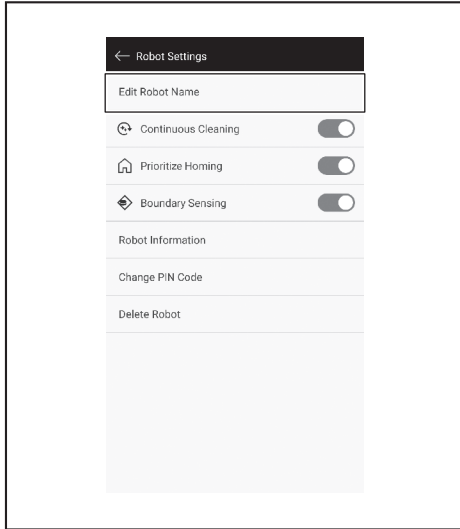 Robot Settings
Edit Robot Name
Continuous Cleaning
Prioritize Homing
Boundary Sensing
Robot Information
Change PIN Code
Delete Robot